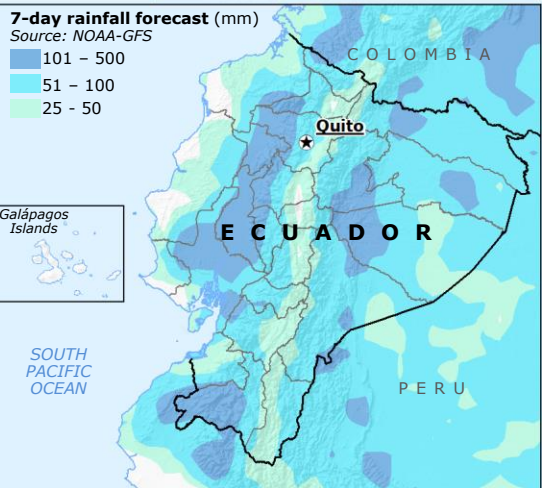 7-day rainfall forecast (mm)
Source: NOAA-GFS
101 – 500
51 – 100
25 - 50
COLOMBIA
Quito
Galápagos
Islands
ECUADOR
SOUTH
PACIFIC
OCEAN
PERU